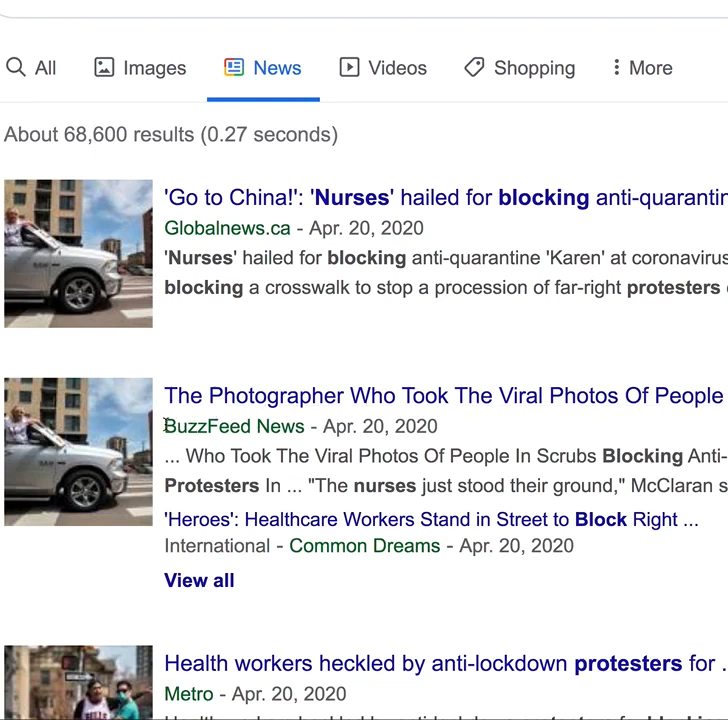 All Images News Videos Shopping More
About 68,600 results (0.27 seconds)
'Go to China!': 'Nurses' hailed for blocking anti-quarantin
Globalnews.ca - Apr. 20, 2020
'Nurses' hailed for blocking anti-quarantine 'Karen' at coronavirus
blocking a crosswalk to stop a procession of far-right protesters
The Photographer Who Took The Viral Photos Of People
BuzzFeed News - Apr. 20, 2020
... Who Took The Viral Photos Of People In Scrubs Blocking Anti-
Protesters In ... "The nurses just stood their ground," McClaran s
'Heroes': Healthcare Workers Stand in Street to Block Right ...
International - Common Dreams - Apr. 20, 2020
View all
Health workers heckled by anti-lockdown protesters for
Metro - Apr. 20, 2020